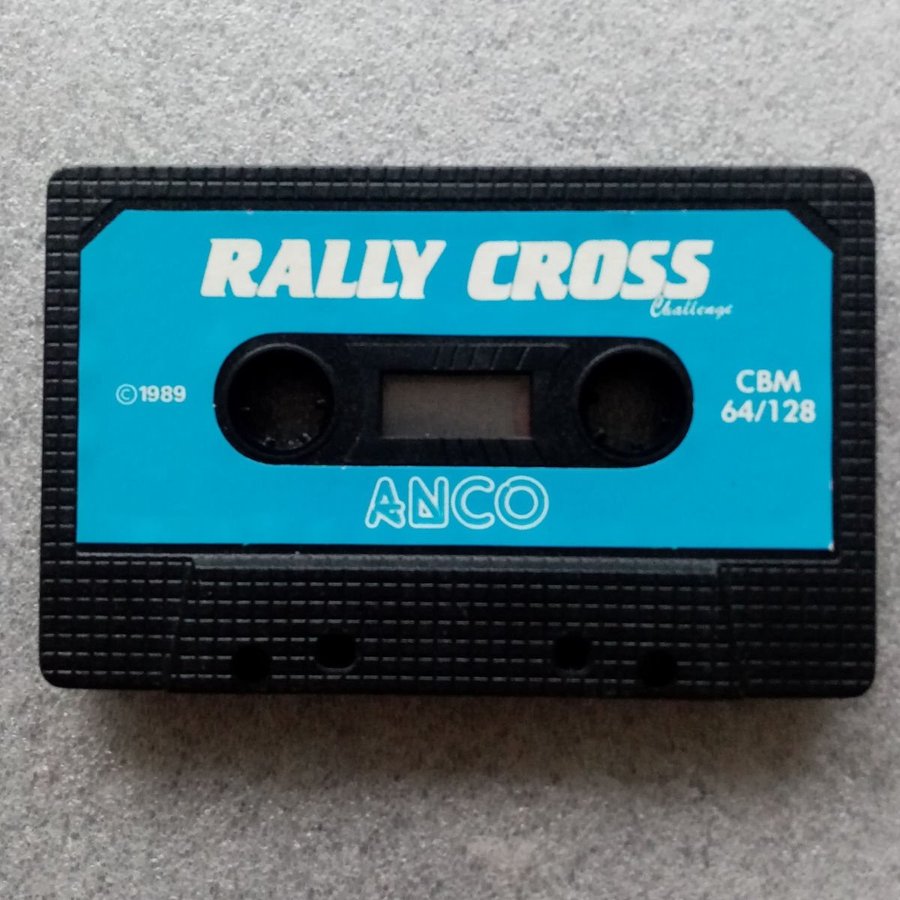 RALLY CROSS
Challenge
©1989
CBM
64/128
ANCO